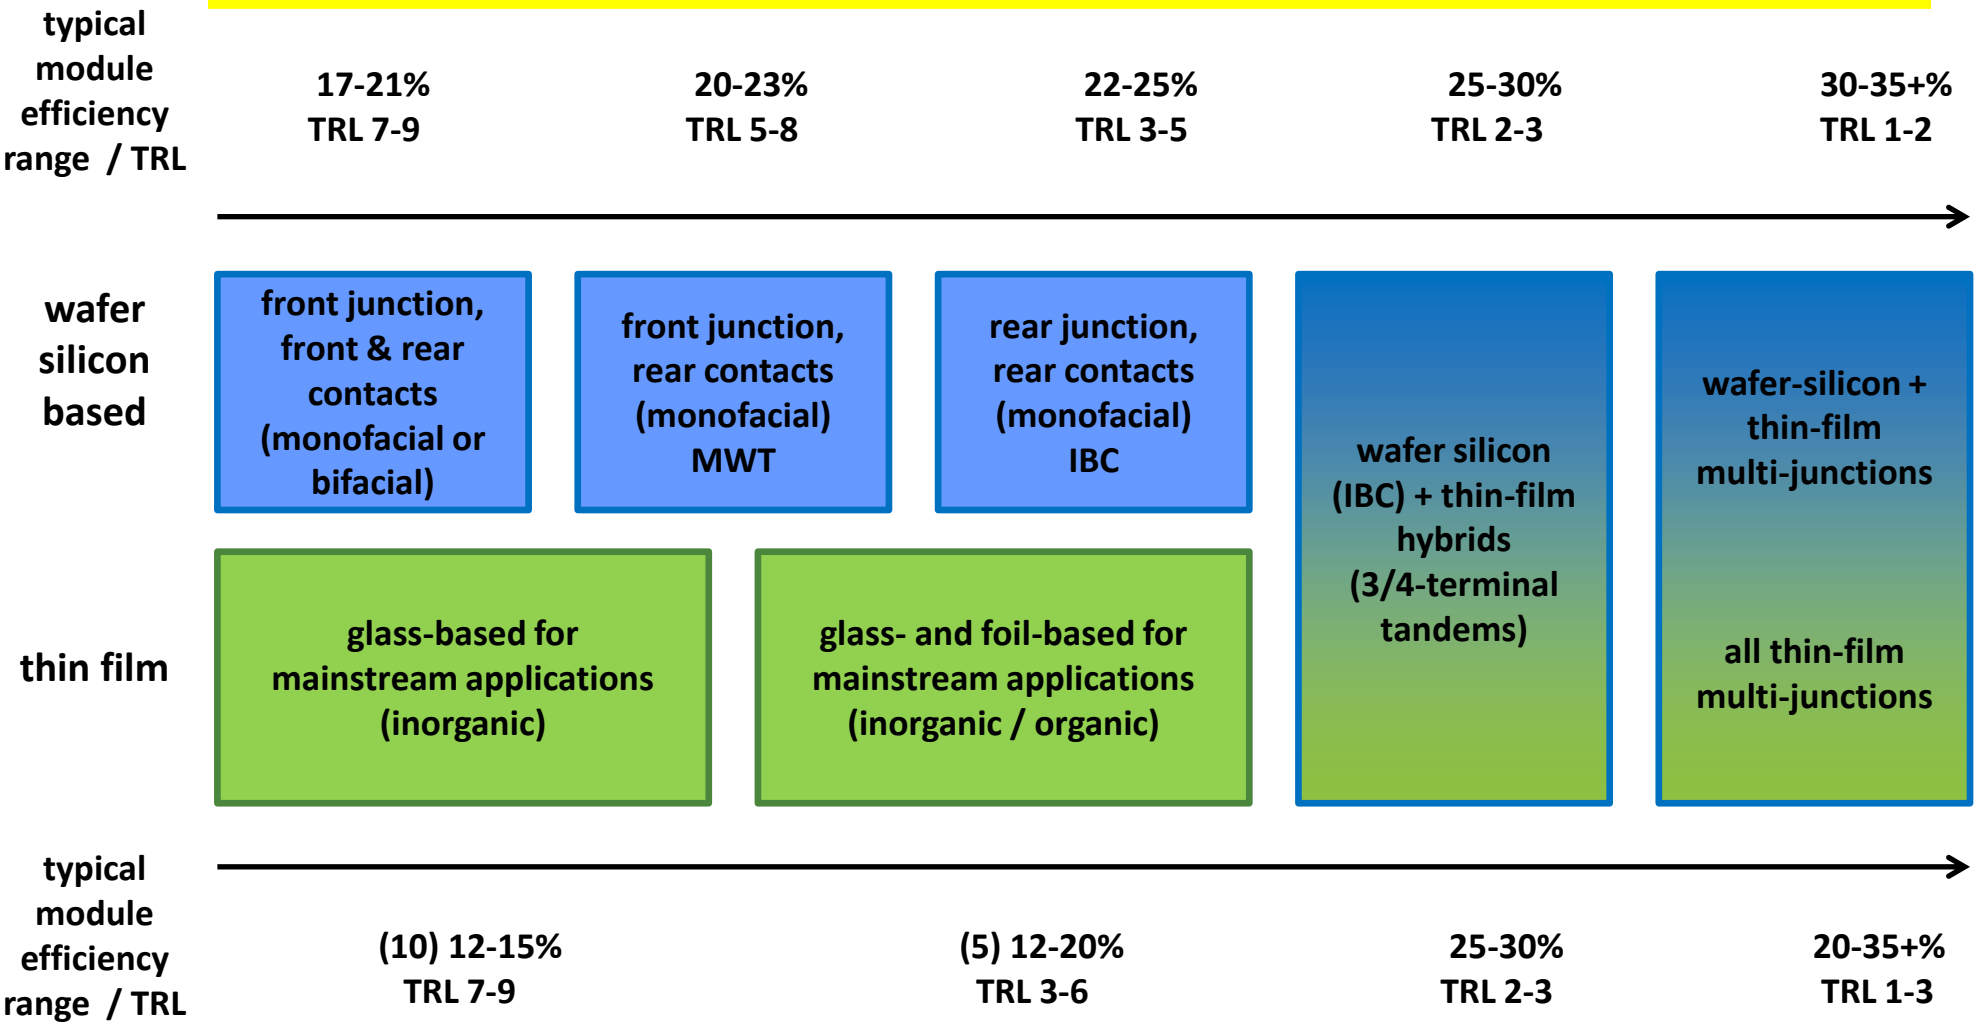 typical
module
efficiency
range / TRL
17-21%
TRL 7-9
20-23%
TRL 5-8
22-25%
TRL 3-5
25-30%
TRL 2-3
30-35+%
TRL 1-2
wafer
silicon
based
front junction,
front & rear
contacts
(monofacial or
bifacial)
front junction,
rear contacts
(monofacial)
MWT
rear junction,
rear contacts
(monofacial)
IBC
wafer silicon
(IBC) + thin-film
hybrids
(3/4-terminal
tandems)
wafer-silicon +
thin-film
multi-junctions
thin film
glass-based for
mainstream applications
(inorganic)
glass- and foil-based for
mainstream applications
(inorganic / organic)
all thin-film
multi-junctions
typical
module
efficiency
range / TRL
(10) 12-15%
TRL 7-9
(5) 12-20%
TRL 3-6
25-30%
TRL 2-3
20-35+%
TRL 1-3